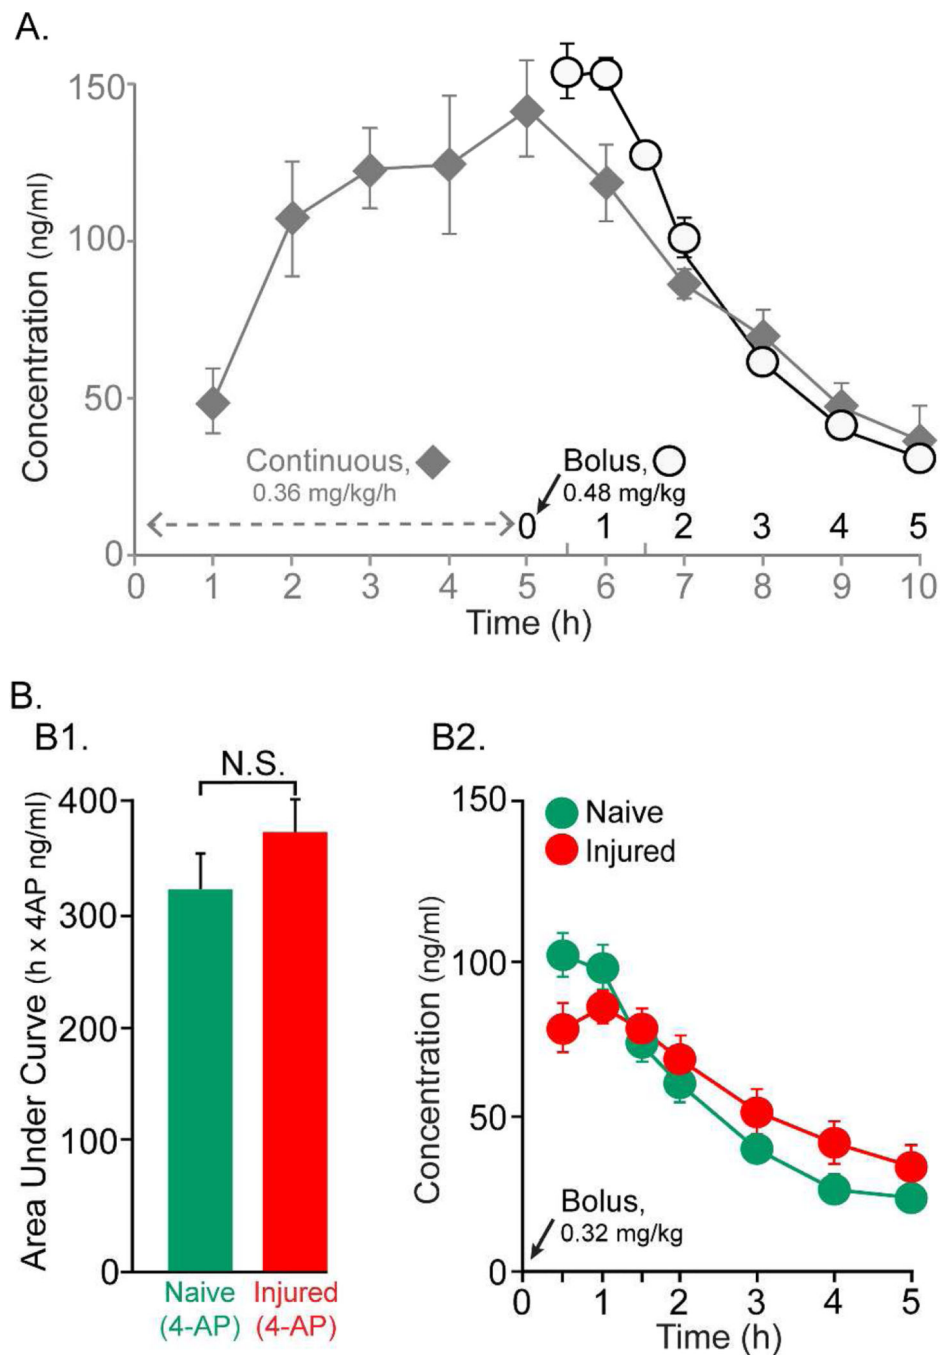 A.
Concentration (ng/ml)
150
100
50
0
Continuous,
0.36 mg/kg/h
Bolus,
0.48 mg/kg
0 1 2 3 4 5
0 1 2 3 4 5 6 7 8 9 10
Time (h)
B.
B1.
N.S.
Area Under Curve (h x 4AP ng/ml)
400
300
200
100
0
Naive
(4-AP)
Injured
(4-AP)
B2.
Naive
Injured
Concentration (ng/ml)
150
100
50
0
Bolus,
0.32 mg/kg
0 1 2 3 4 5
Time (h)